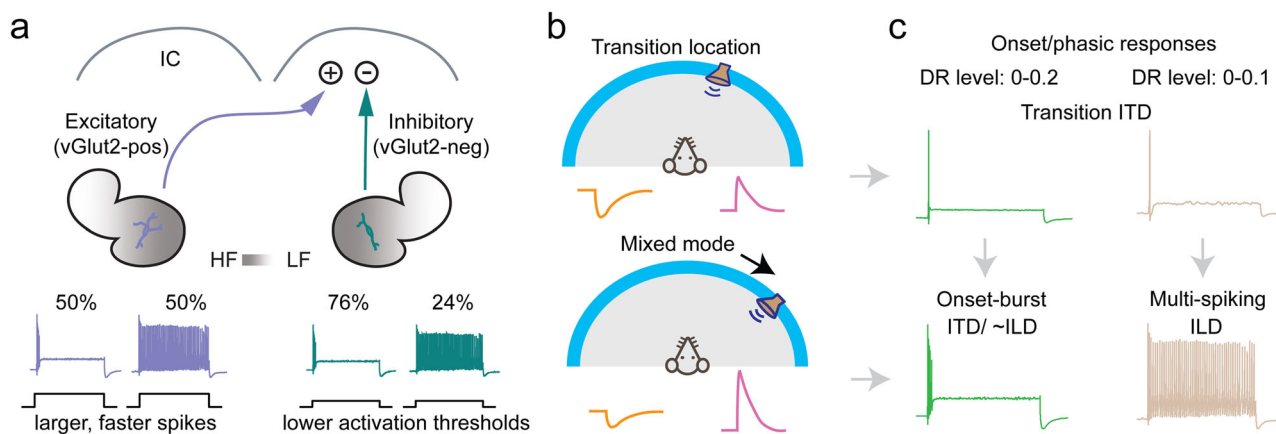 a
IC
+
−
Excitatory
(vGlut2-pos)
Inhibitory
(vGlut2-neg)
HF
LF
50%
50%
76%
24%
larger, faster spikes
lower activation thresholds
b
Transition location
Mixed mode
c
Onset/phasic responses
DR level: 0-0.2
DR level: 0-0.1
Transition ITD
Onset-burst
ITD/ ~ILD
Multi-spiking
ILD